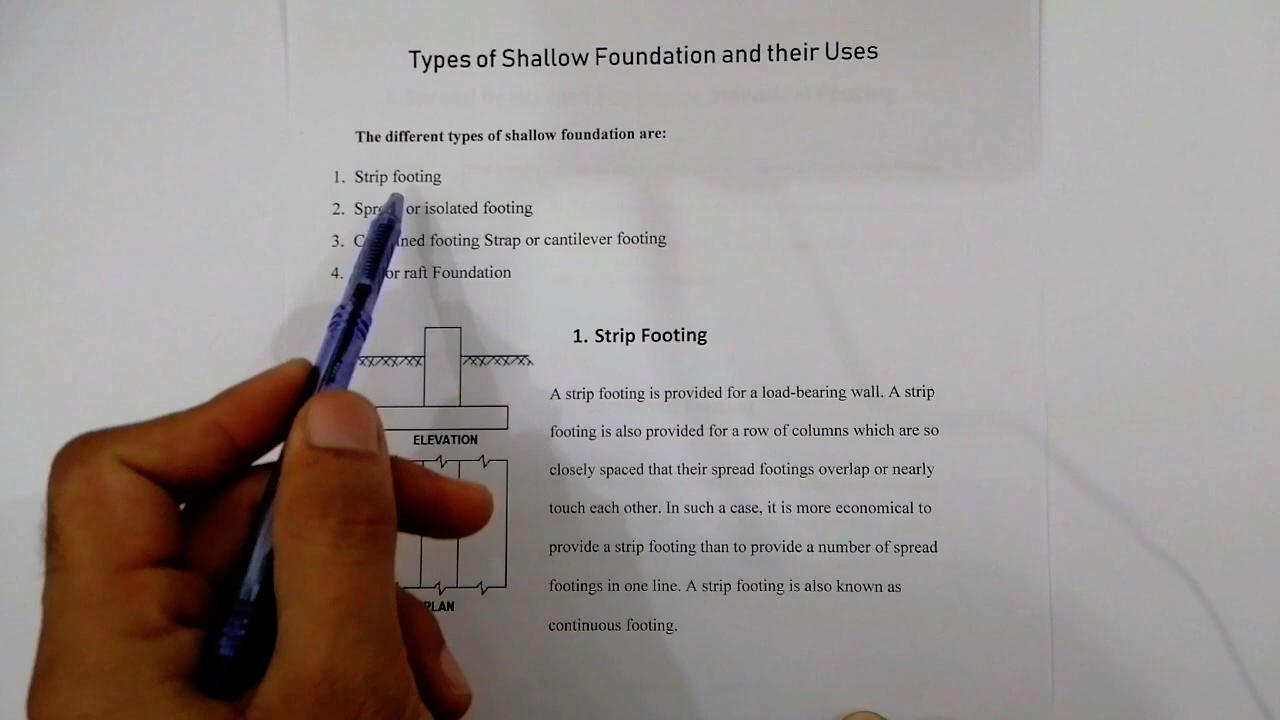 Types of Shallow Foundation and their Uses
The different types of shallow foundation are:
1. Strip footing
2. or isolated footing
3. footing Strap or cantilever footing
4. or raft Foundation
1. Strip Footing
A strip footing is provided for a load-bearing wall. A strip
footing is also provided for a row of columns which are so
closely spaced that their spread footings overlap or nearly
touch each other. In such a case, it is more economical to
provide a strip footing than to provide a number of spread
footings in one line. A strip footing is also known as
continuous footing.
ELEVATION
PLAN